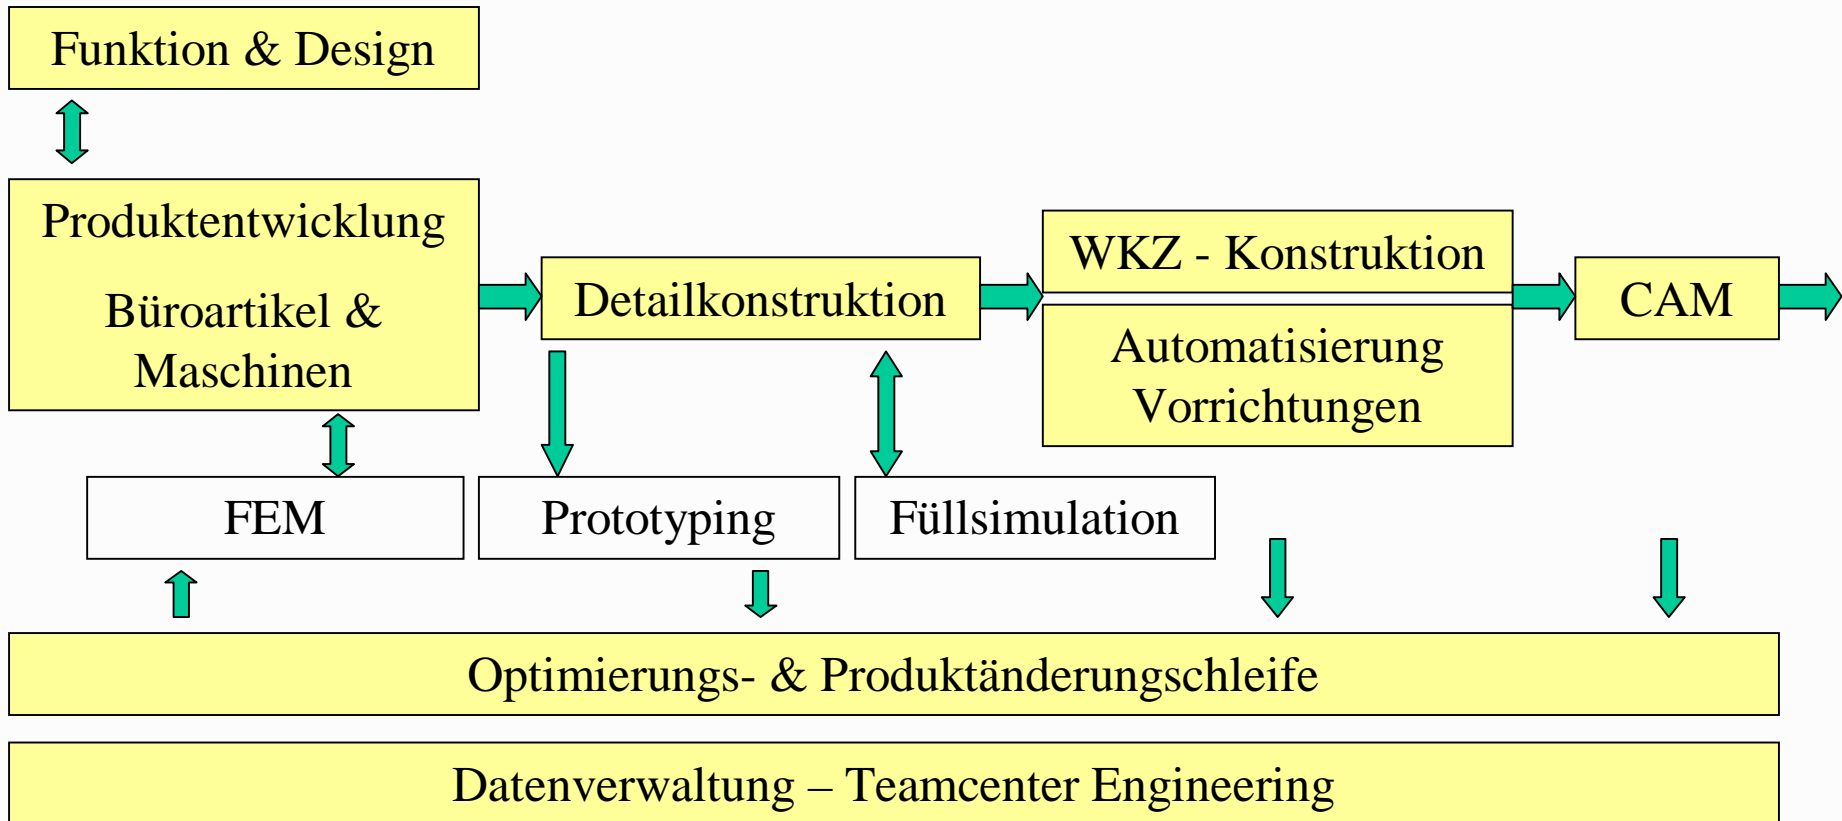 Funktion & Design
Produktentwicklung
Büroartikel &
Maschinen
Detailkonstruktion
WKZ - Konstruktion
Automatisierung
Vorrichtungen
CAM
FEM
Prototyping
Füllsimulation
Optimierungs- & Produktänderungschleife
Datenverwaltung – Teamcenter Engineering